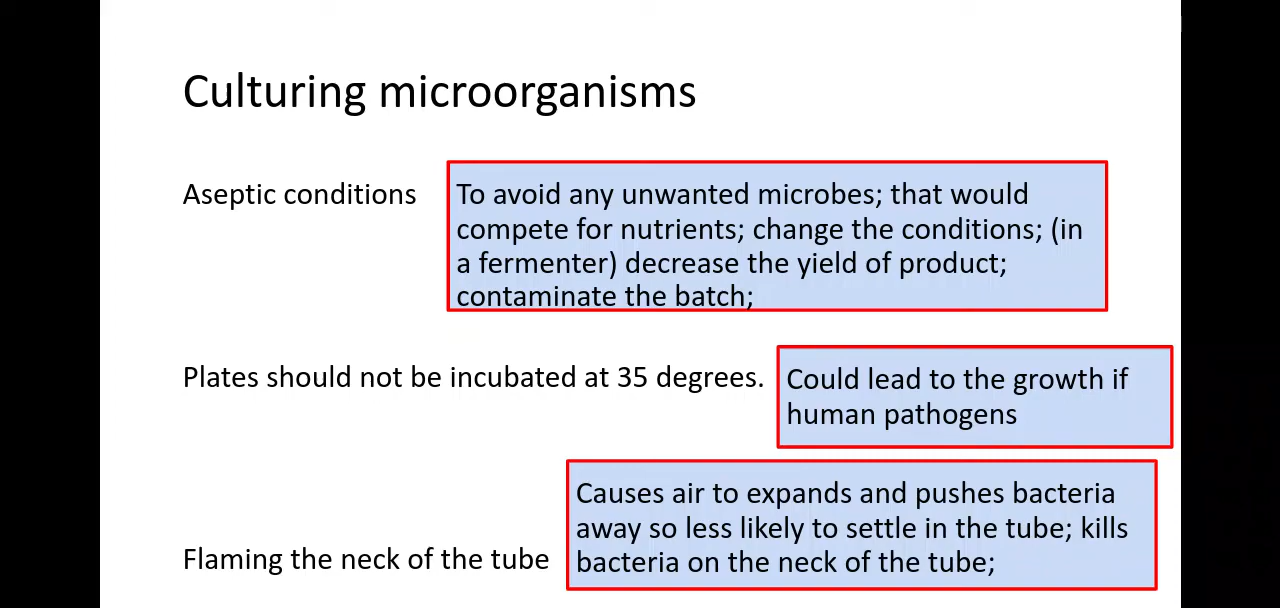 Culturing microorganisms
Aseptic conditions
To avoid any unwanted microbes; that would
compete for nutrients; change the conditions; (in
a fermenter) decrease the yield of product;
contaminate the batch;
Plates should not be incubated at 35 degrees.
Could lead to the growth if
human pathogens
Flaming the neck of the tube
Causes air to expands and pushes bacteria
away so less likely to settle in the tube; kills
bacteria on the neck of the tube;